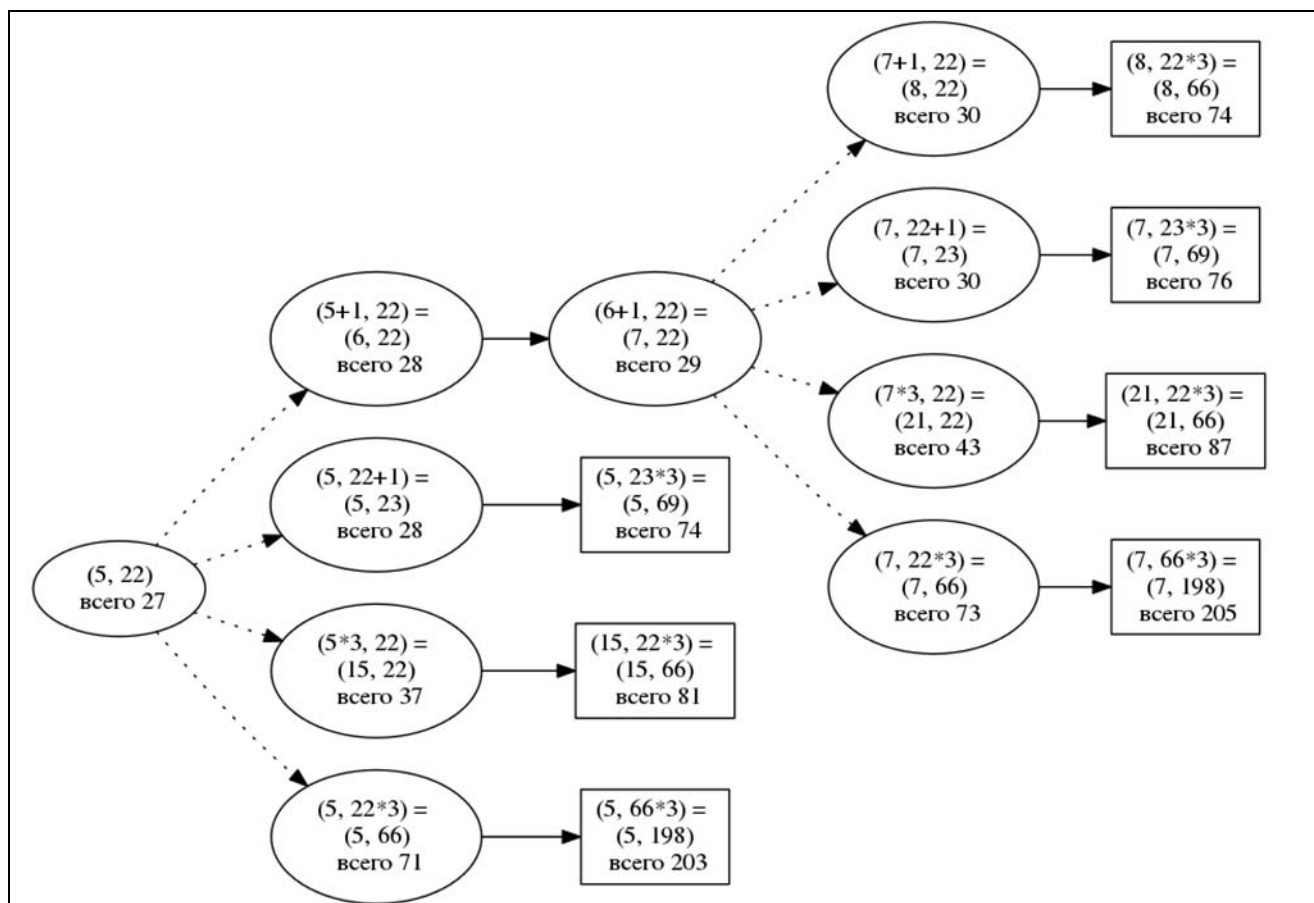 (7+1, 22) =
(8, 22)
всего 30
(8, 22*3) =
(8, 66)
всего 74
(7, 22+1) =
(7, 23)
всего 30
(7, 23*3) =
(7, 69)
всего 76
(5+1, 22) =
(6, 22)
всего 28
(6+1, 22) =
(7, 22)
всего 29
(7*3, 22) =
(21, 22)
всего 43
(21, 22*3) =
(21, 66)
всего 87
(5, 22+1) =
(5, 23)
всего 28
(5, 23*3) =
(5, 69)
всего 74
(5, 22)
всего 27
(7, 22*3) =
(7, 66)
всего 73
(7, 66*3) =
(7, 198)
всего 205
(5*3, 22) =
(15, 22)
всего 37
(15, 22*3) =
(15, 66)
всего 81
(5, 22*3) =
(5, 66)
всего 71
(5, 66*3) =
(5, 198)
всего 203